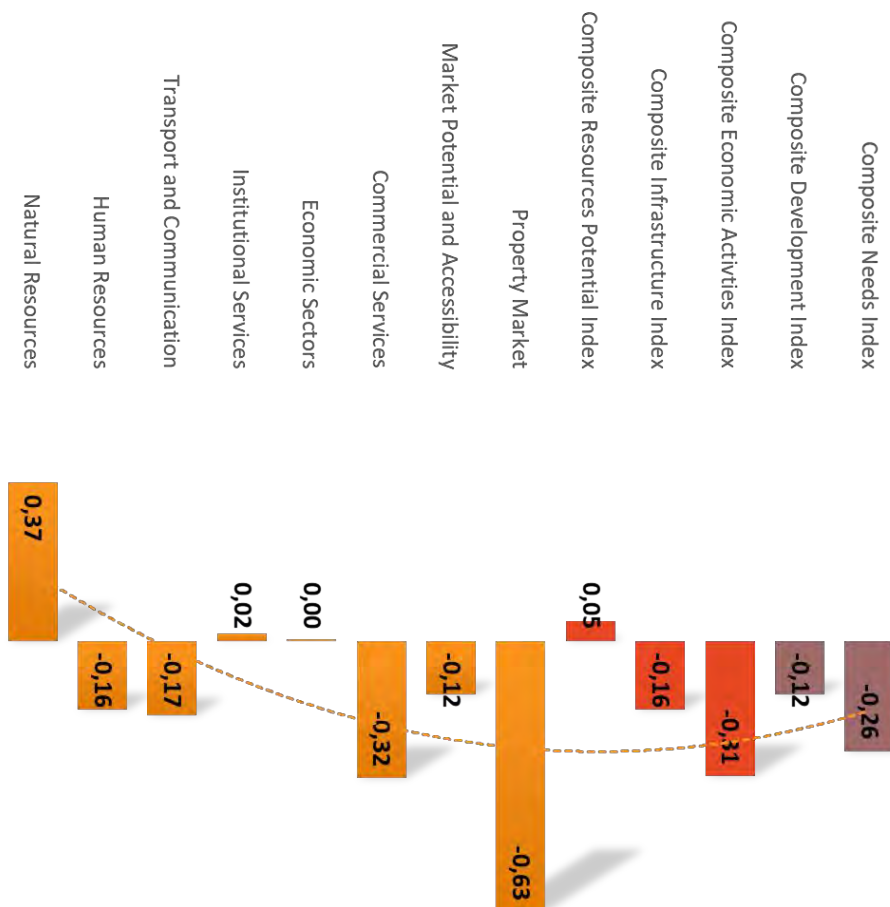 Natural Resources
Human Resources
Transport and Communication
Institutional Services
Economic Sectors
Commercial Services
Market Potential and Accessibility
Property Market
Composite Resources Potential Index
Composite Infrastructure Index
Composite Economic Activties Index
Composite Development Index
Composite Needs Index
0,37
-0,16
-0,17
0,02
0,00
-0,32
-0,12
-0,63
0,05
-0,16
-0,31
-0,12
-0,26